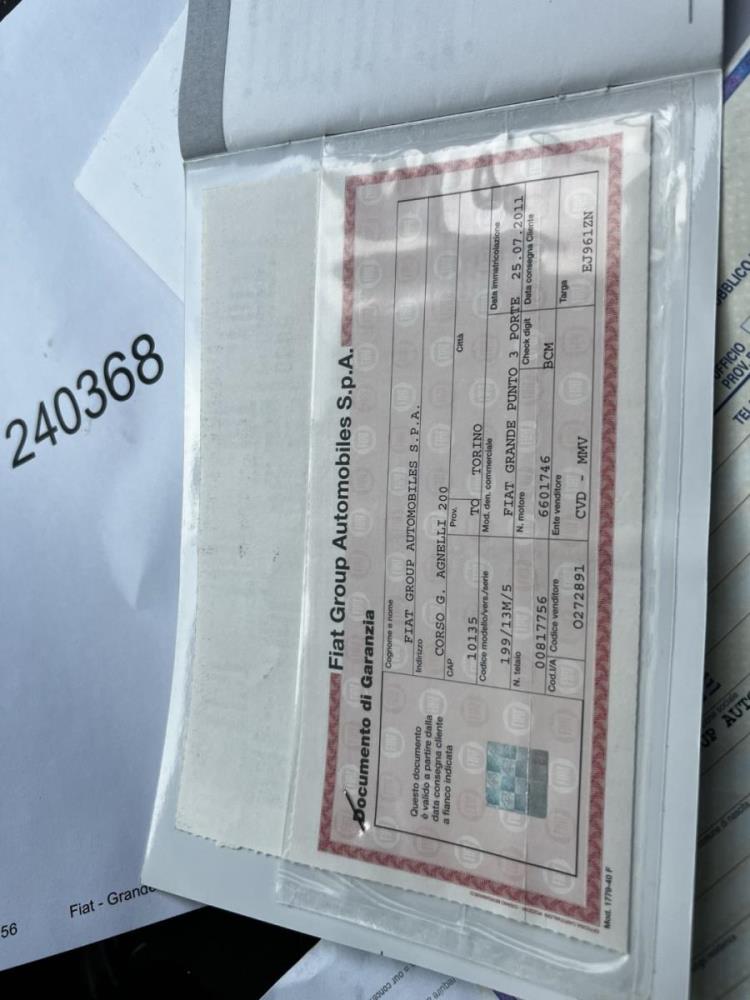 240368
Fiat Group Automobiles S.p.A.
Documento di Garanzia
Questo documento
è valido a partire dalla
data consegna cliente
a fianco indicata
Cognome e nome
FIAT GROUP AUTOMOBILES S.P.A.
Indirizzo
CORSO G. AGNELLI 200
CAP Prov. Città
10135 TO TORINO
Codice modello/vers./serie Mod. den. commerciale Data immatricolazione
199/13M/5 FIAT GRANDE PUNTO 3 PORTE 25.07.2011
N. telaio N. motore Check digit Data consegna Cliente
00817756 6601746 BCM
Cod.I/A Codice venditore Ente venditore Targa
0272891 CVD - MMV EJ961ZN
Mod. 1770-40 F
56
Fiat - Grande
UFFICIO
PROV.